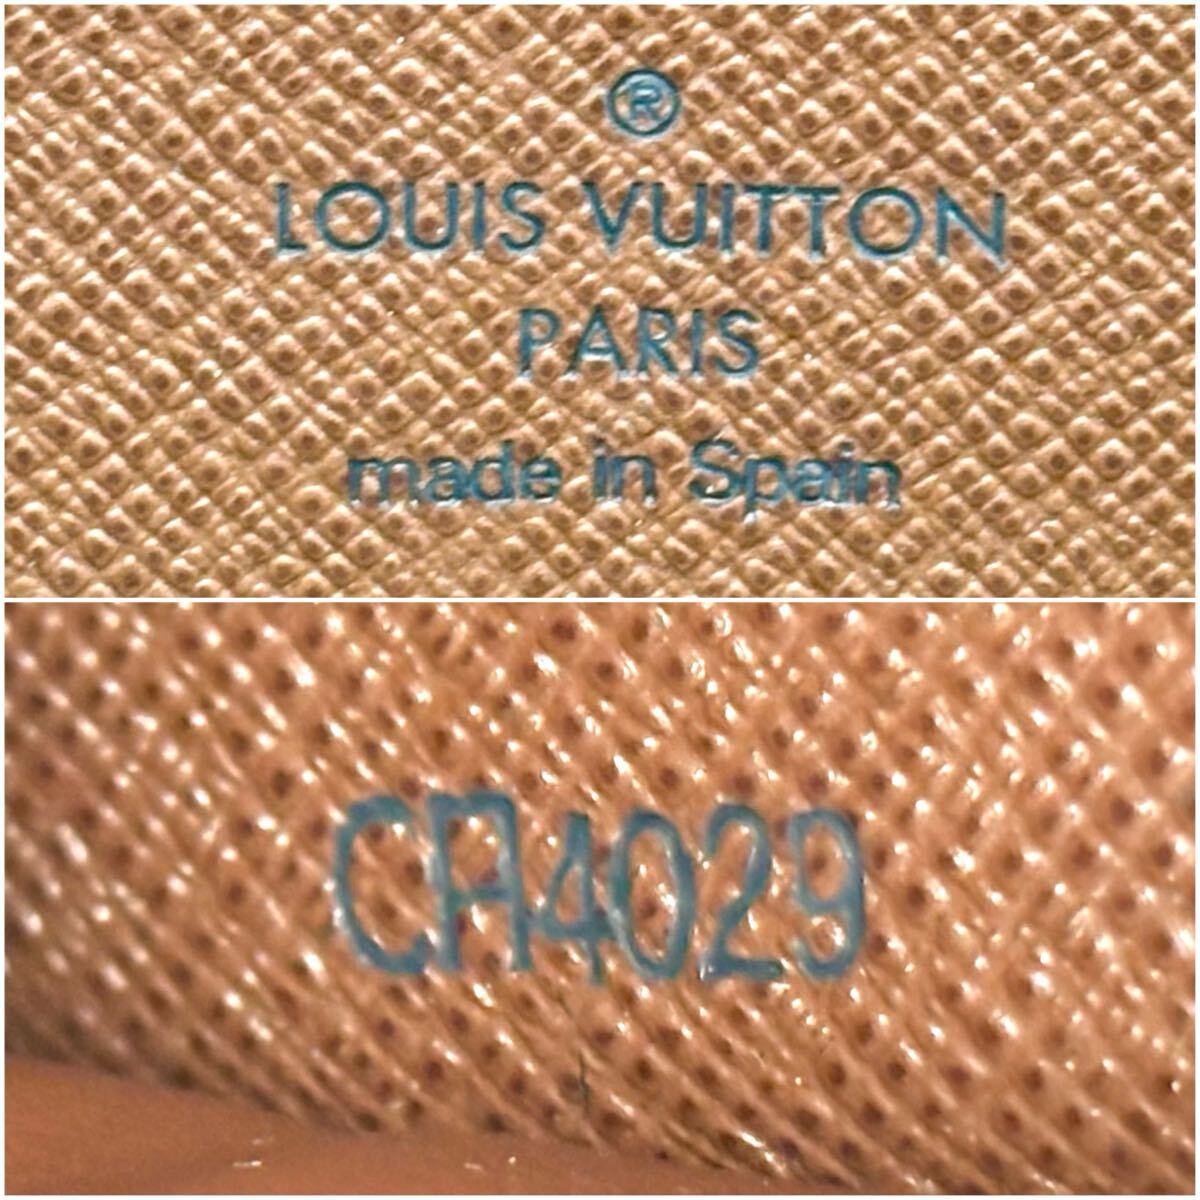 ®
LOUIS VUITTON
PARIS
made in Spain
CA4029